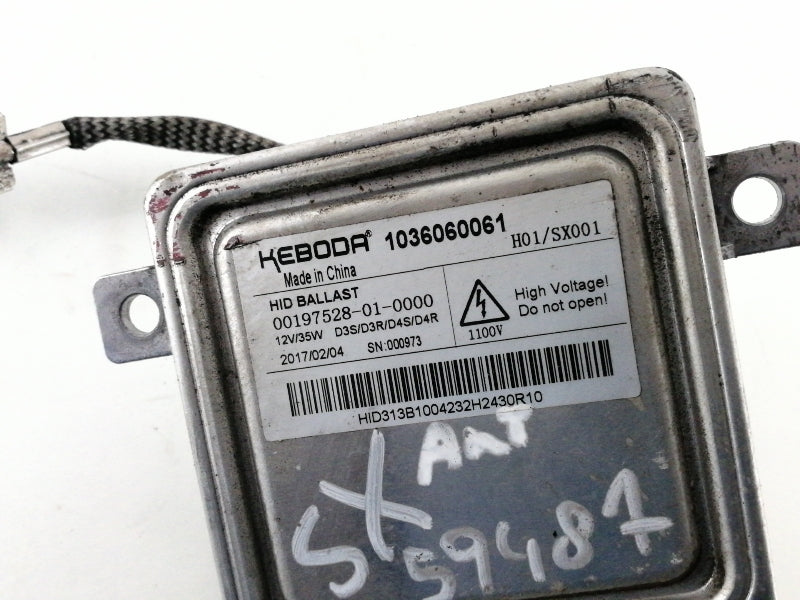 KEBODA® 1036060061 H01/SX001
Made in China
HID BALLAST
00197528-01-0000
12V/35W D3S/D3R/D4S/D4R
2017/02/04 SN:000973
High Voltage!
Do not open!
1100V
HID313B1004232H2430R10
ANT
SX
59487